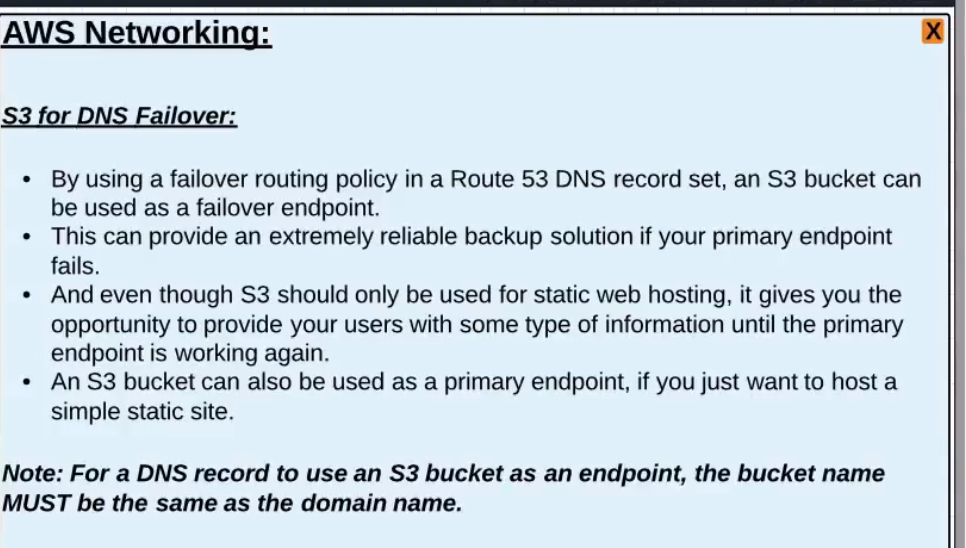 AWS Networking:
X
S3 for DNS Failover:
• By using a failover routing policy in a Route 53 DNS record set, an S3 bucket can
be used as a failover endpoint.
• This can provide an extremely reliable backup solution if your primary endpoint
fails.
• And even though S3 should only be used for static web hosting, it gives you the
opportunity to provide your users with some type of information until the primary
endpoint is working again.
• An S3 bucket can also be used as a primary endpoint, if you just want to host a
simple static site.
Note: For a DNS record to use an S3 bucket as an endpoint, the bucket name
MUST be the same as the domain name.